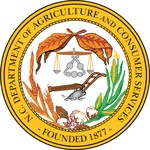 N.C. DEPARTMENT OF AGRICULTURE AND CONSUMER SERVICES
· FOUNDED 1877 ·